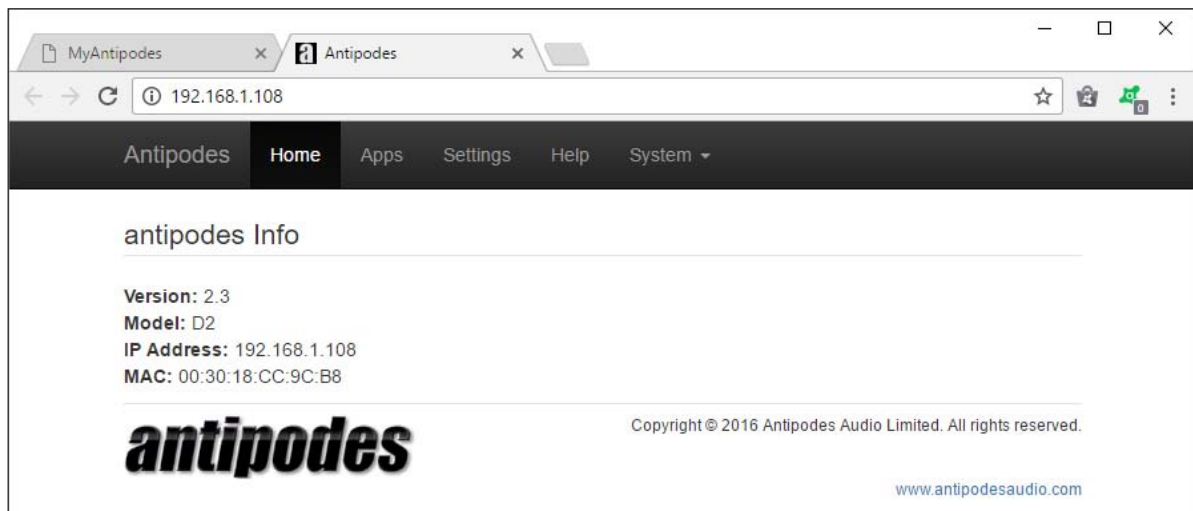 MyAntipodes
Antipodes
192.168.1.108
0
Antipodes Home Apps Settings Help System
antipodes Info
Version: 2.3
Model: D2
IP Address: 192.168.1.108
MAC: 00:30:18:CC:9C:B8
antipodes
Copyright © 2016 Antipodes Audio Limited. All rights reserved.
www.antipodesaudio.com